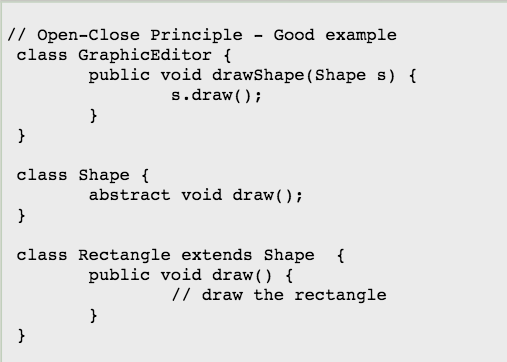 // Open-Close Principle - Good example
class GraphicEditor {
public void drawShape(Shape s) {
s.draw();
}
}
class Shape {
abstract void draw();
}
class Rectangle extends Shape  {
public void draw() {
// draw the rectangle
}
}